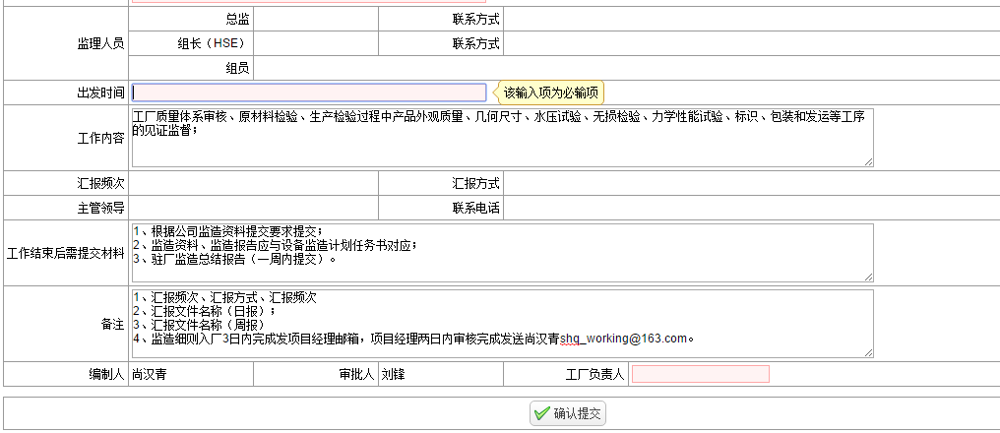 总监 联系方式
监理人员 组长（HSE） 联系方式
组员
出发时间 该输入项为必输项
工作内容
工厂质量体系审核、原材料检验、生产检验过程中产品外观质量、几何尺寸、水压试验、无损检验、力学性能试验、标识、包装和发运等工序
的见证监督；
汇报频次 汇报方式
主管领导 联系电话
工作结束后需提交材料
1、根据公司监造资料提交要求提交；
2、监造资料、监造报告应与设备监造计划任务书对应；
3、驻厂监造总结报告（一周内提交）。
备注
1、汇报频次、汇报方式、汇报频次
2、汇报文件名称（日报）；
3、汇报文件名称（周报）
4、监造细则入厂3日内完成发项目经理邮箱，项目经理两日内审核完成发送尚汉青shq_working@163.com。
编制人 尚汉青 审批人 刘锋 工厂负责人
确认提交